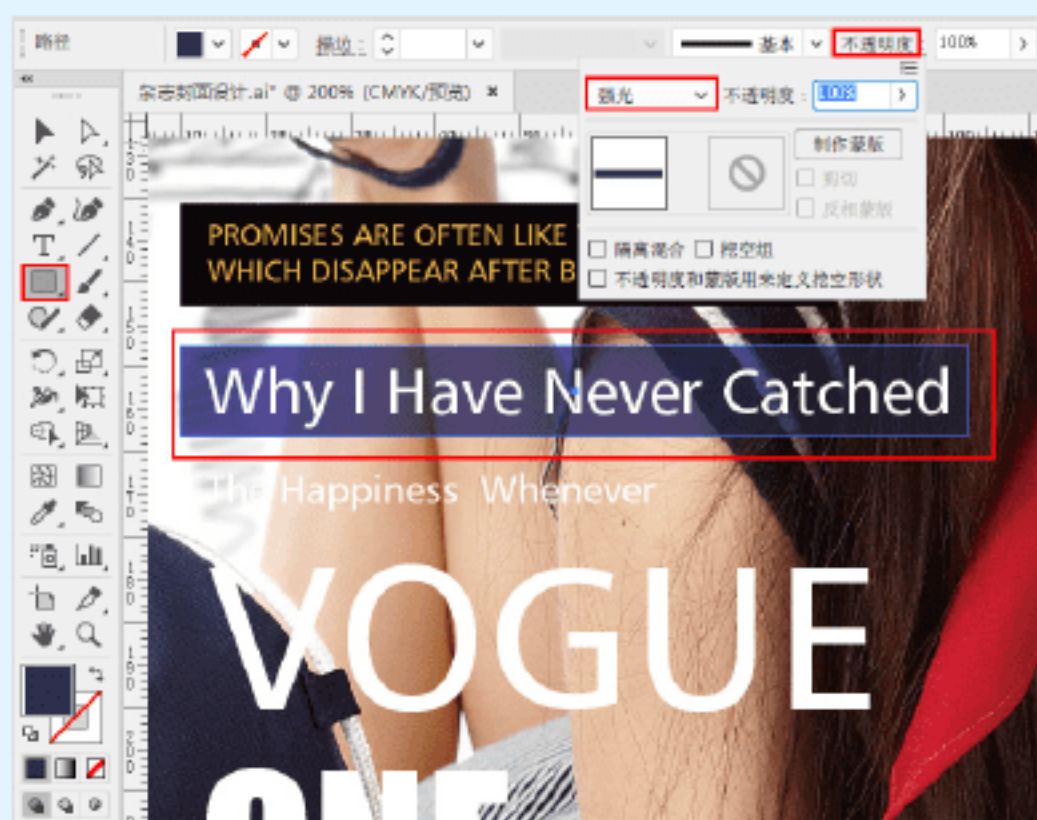 路径
描边：
基本
不透明度：
100%
杂志封面设计.ai* @ 200% (CMYK/预览) ×
强光
不透明度：
100%
制作蒙版
剪切
反相蒙版
隔离混合
挖空组
不透明度和蒙版用来定义挖空形状
PROMISES ARE OFTEN LIKE
WHICH DISAPPEAR AFTER B
Why I Have Never Catched
The Happiness Whenever
VOGUE
ONE